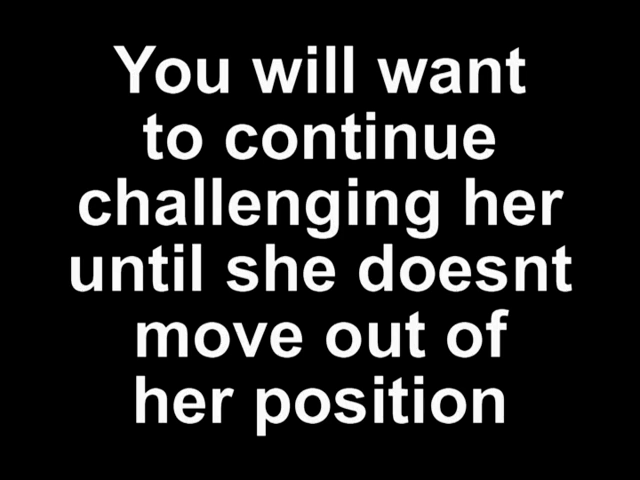 You will want
to continue
challenging her
until she doesnt
move out of
her position